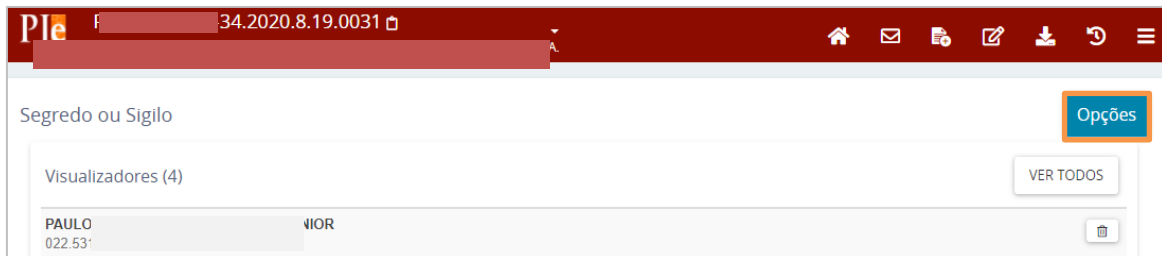 PJe
34.2020.8.19.0031
A.
Segredo ou Sigilo
Opções
Visualizadores (4)
VER TODOS
PAULO NIOR
022.531